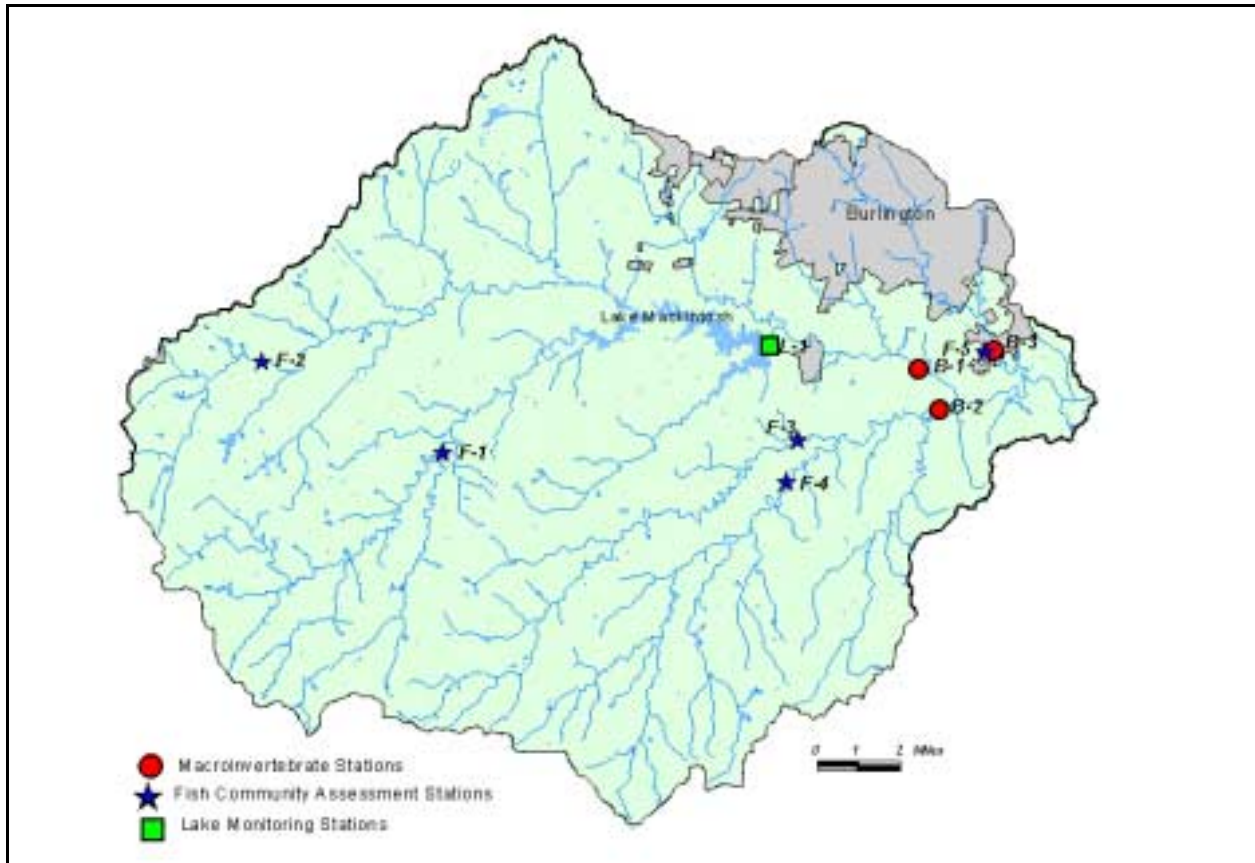 Burlington
Lake Mackintosh
L-1
F-5
B-3
B-1
F-2
B-2
F-3
F-1
F-4
0 1 2 Miles
Macroinvertebrate Stations
Fish Community Assessment Stations
Lake Monitoring Stations